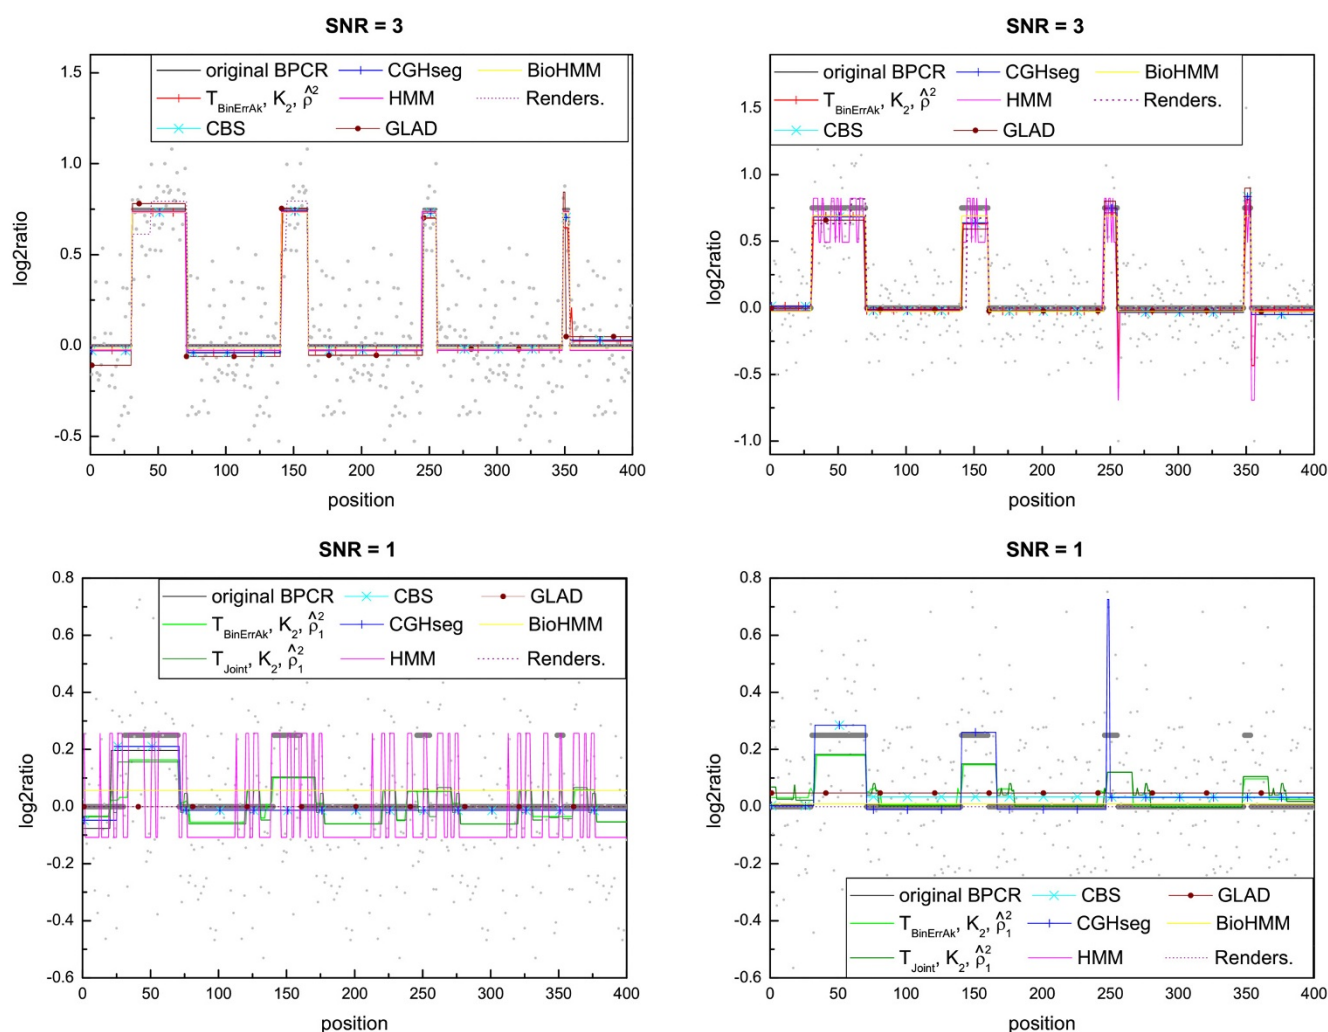 SNR = 3
original BPCR CGHseg BioHMM
T_BinErrAk, K_2, ρ̂^2 HMM Renders.
CBS GLAD
1.5
1.0
0.5
0.0
-0.5
log2ratio
0 50 100 150 200 250 300 350 400
position
SNR = 3
original BPCR CGHseg BioHMM
T_BinErrAk, K_2, ρ̂^2 HMM Renders.
CBS GLAD
1.5
1.0
0.5
0.0
-0.5
-1.0
log2ratio
0 50 100 150 200 250 300 350 400
position
SNR = 1
original BPCR CBS GLAD
T_BinErrAk, K_2, ρ̂_1^2 CGHseg BioHMM
T_Joint, K_2, ρ̂_1^2 HMM Renders.
0.8
0.6
0.4
0.2
0.0
-0.2
-0.4
-0.6
log2ratio
0 50 100 150 200 250 300 350 400
position
SNR = 1
0.8
0.6
0.4
0.2
0.0
-0.2
-0.4
-0.6
log2ratio
original BPCR CBS GLAD
T_BinErrAk, K_2, ρ̂_1^2 CGHseg BioHMM
T_Joint, K_2, ρ̂_1^2 HMM Renders.
0 50 100 150 200 250 300 350 400
position